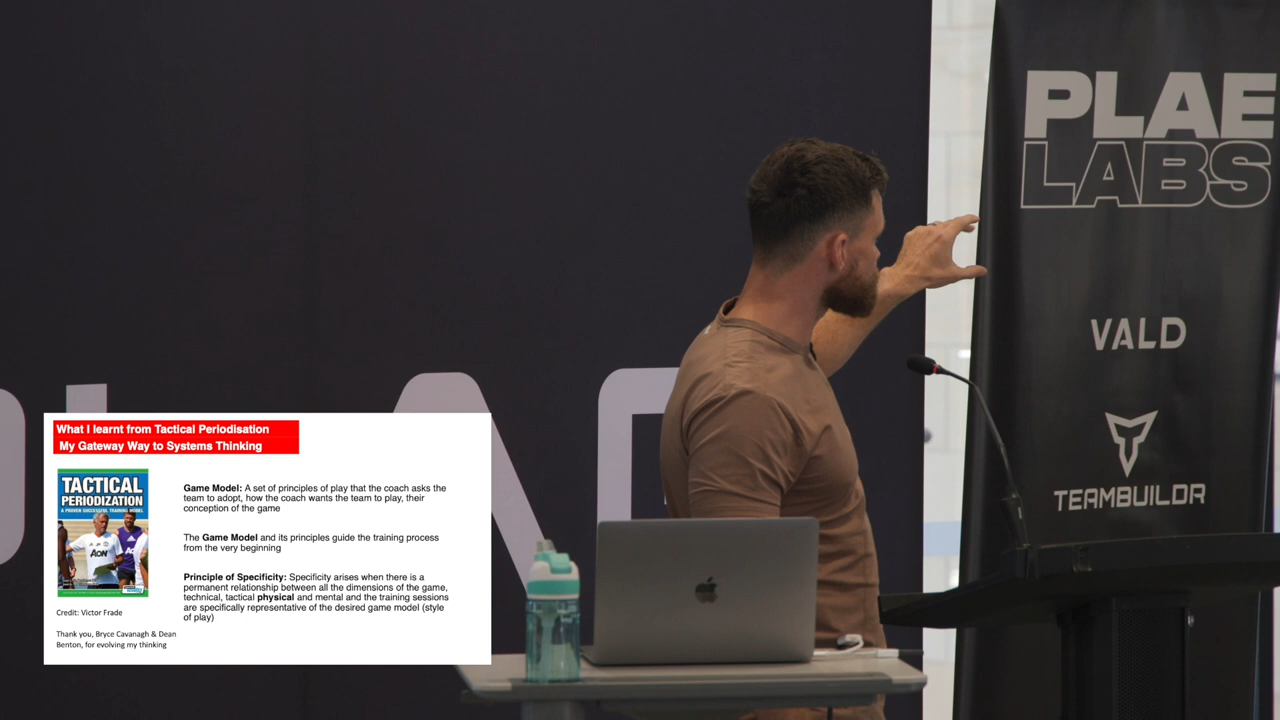 PLAE
LABS
VALD
TEAMBUILDR
What I learnt from Tactical Periodisation
My Gateway Way to Systems Thinking
TACTICAL
PERIODIZATION
A PROVEN SUCCESSFUL TRAINING MODEL
AON
AON
Game Model: A set of principles of play that the coach asks the
team to adopt, how the coach wants the team to play, their
conception of the game
The Game Model and its principles guide the training process
from the very beginning
Principle of Specificity: Specificity arises when there is a
permanent relationship between all the dimensions of the game,
technical, tactical physical and mental and the training sessions
are specifically representative of the desired game model (style
of play)
Credit: Victor Frade
Thank you, Bryce Cavanagh & Dean
Benton, for evolving my thinking